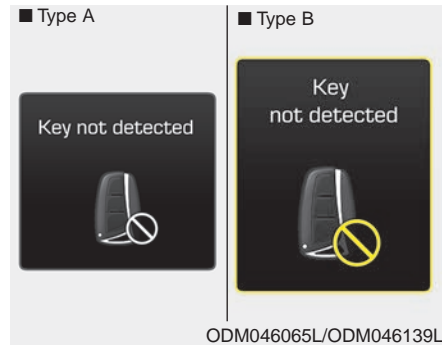 ■ Type A
Key not detected
■ Type B
Key
not detected
ODM046065L/ODM046139L